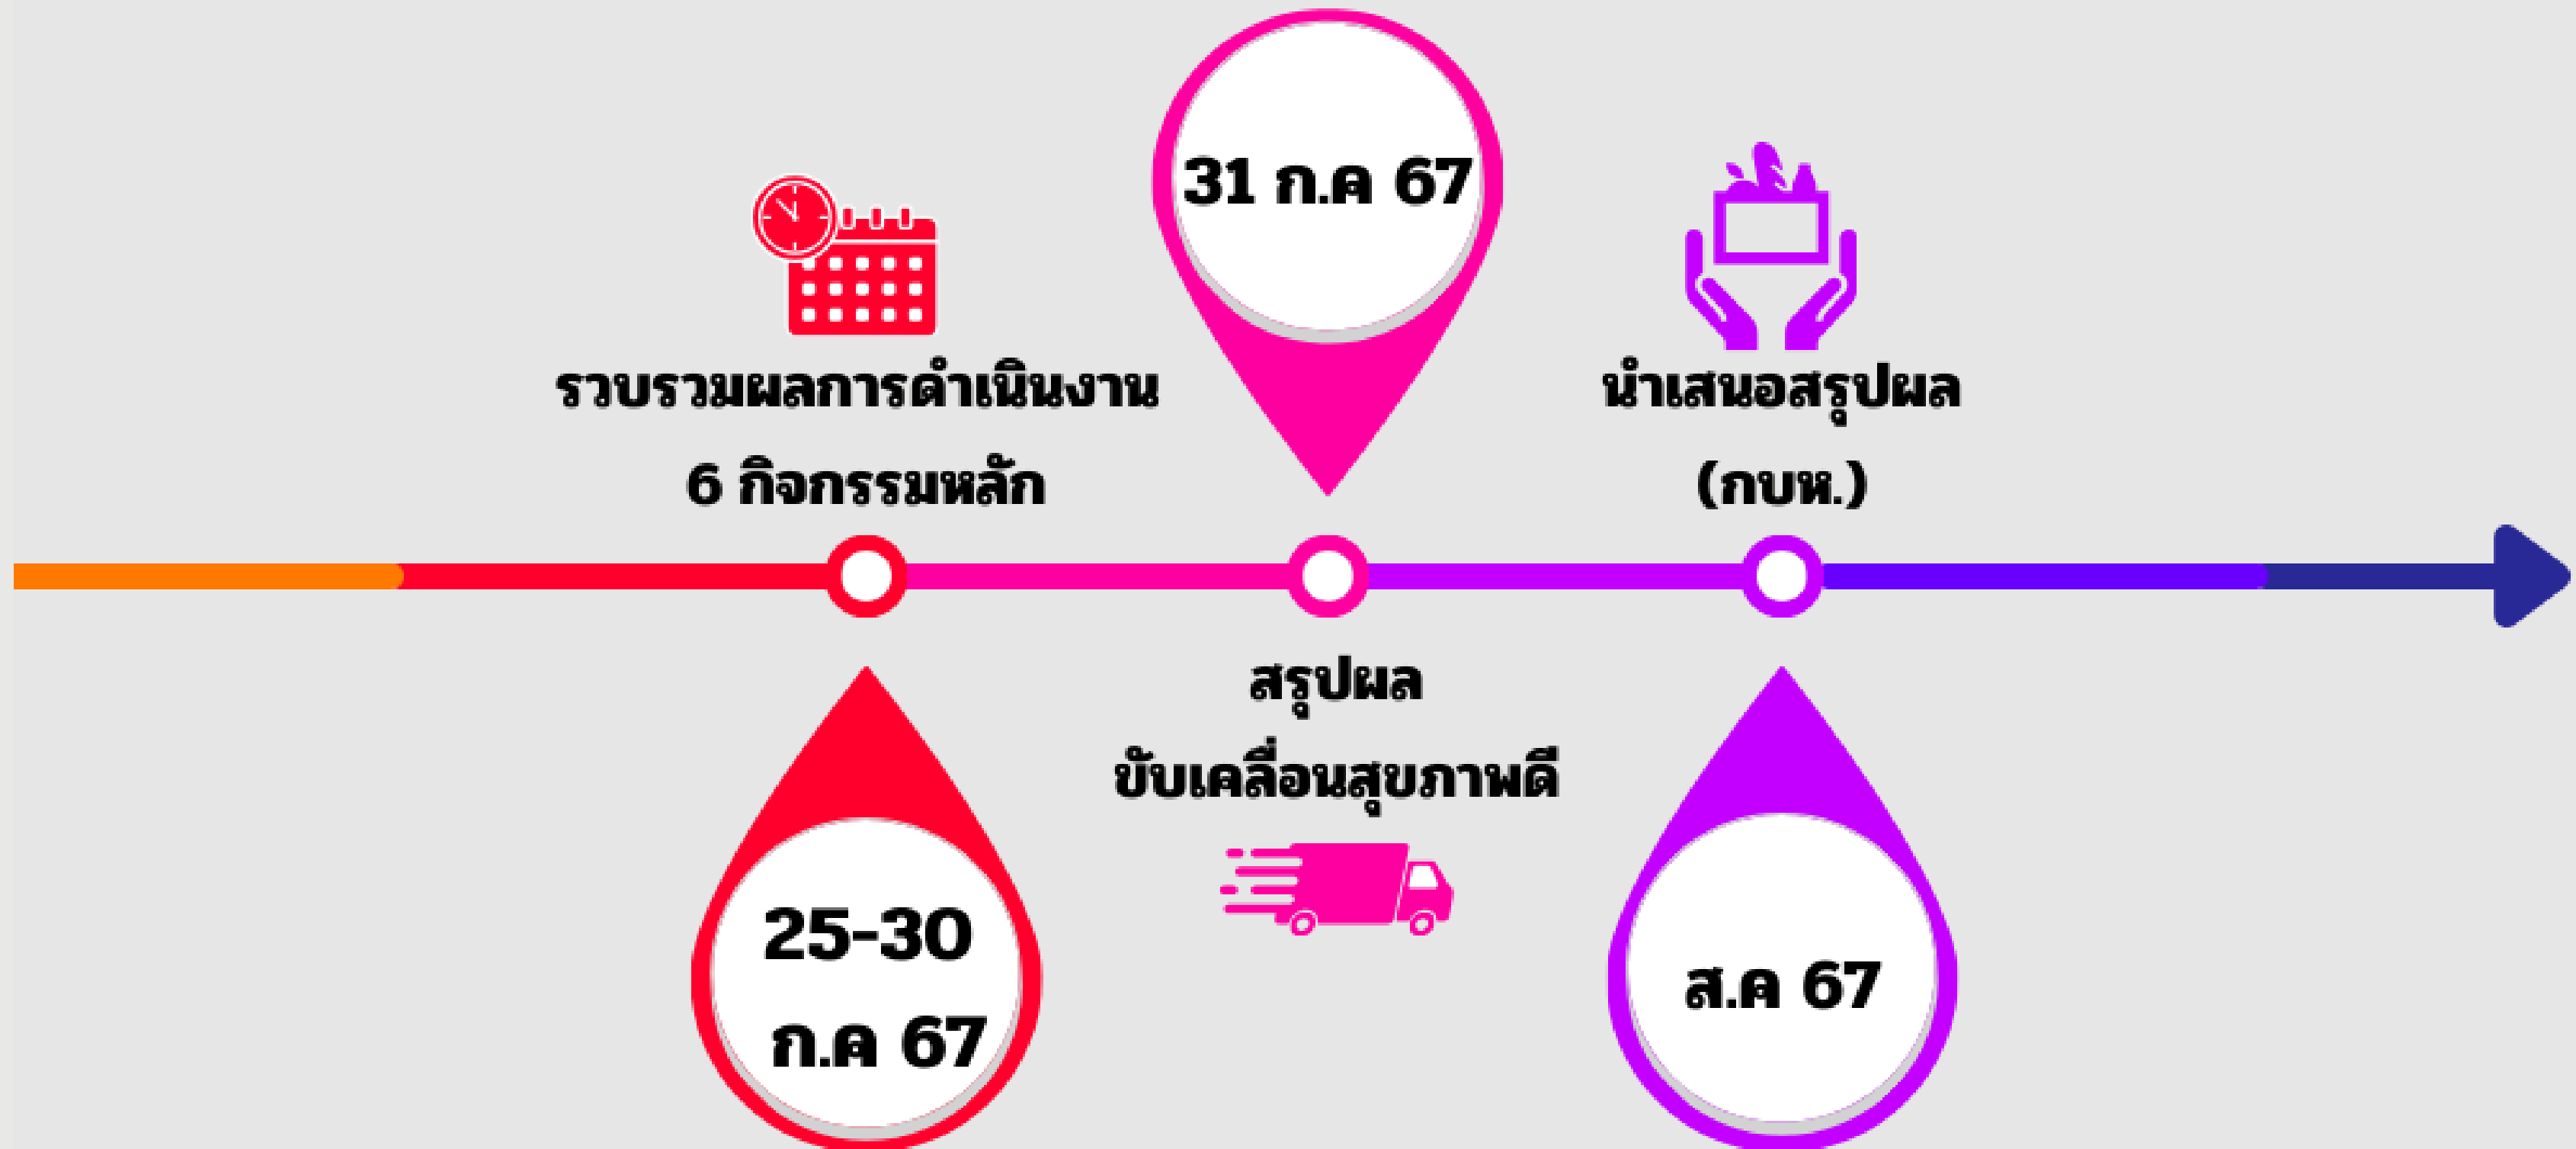 31 ก.ค 67
รวบรวมผลการดำเนินงาน
6 กิจกรรมหลัก
นำเสนอสรุปผล
(กบห.)
สรุปผล
ขับเคลื่อนสุขภาพดี
25-30
ก.ค 67
ส.ค 67